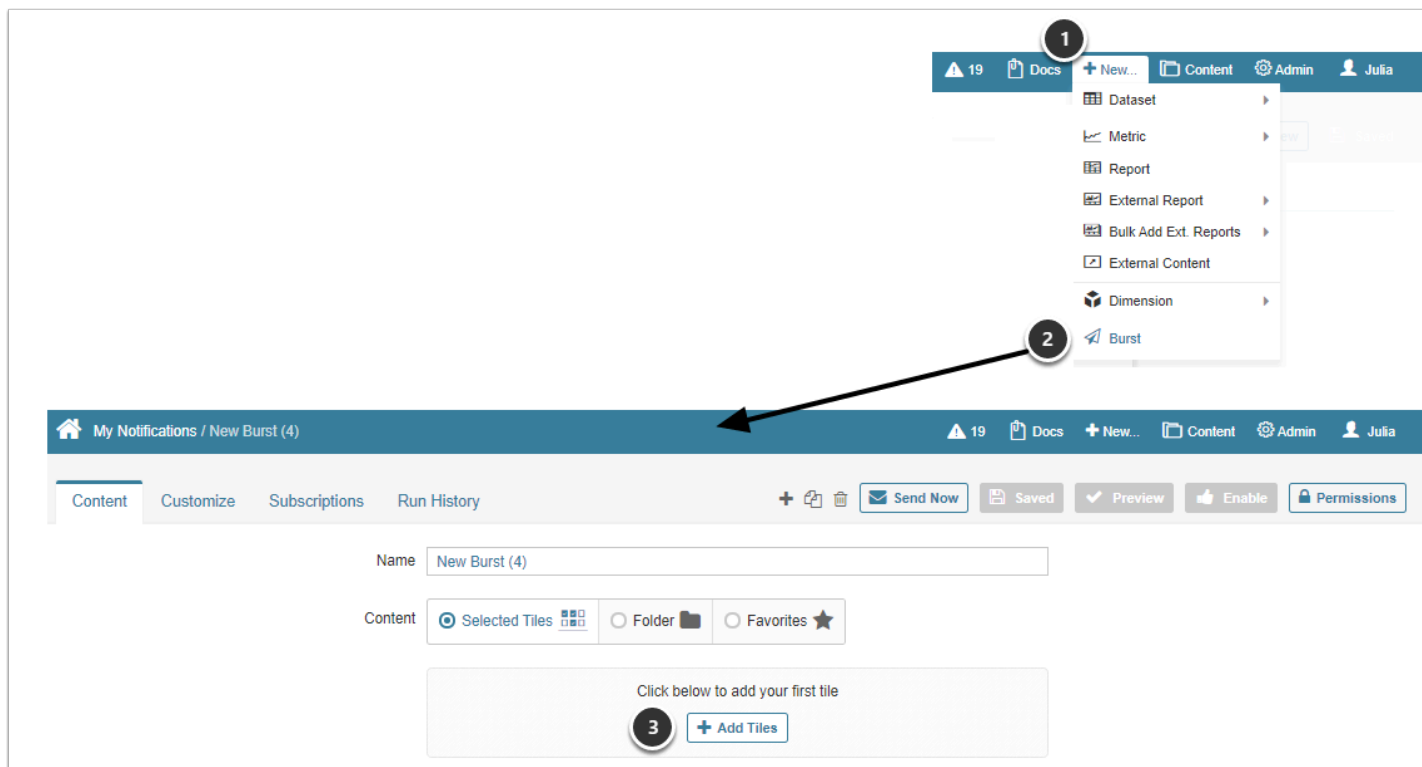 1
19 Docs + New... Content Admin Julia
Dataset
Metric
Report
External Report
Bulk Add Ext. Reports
External Content
Dimension
2 Burst
My Notifications / New Burst (4) 19 Docs + New... Content Admin Julia
Content Customize Subscriptions Run History + Send Now Saved Preview Enable Permissions
Name New Burst (4)
Content Selected Tiles Folder Favorites
Click below to add your first tile
3 + Add Tiles